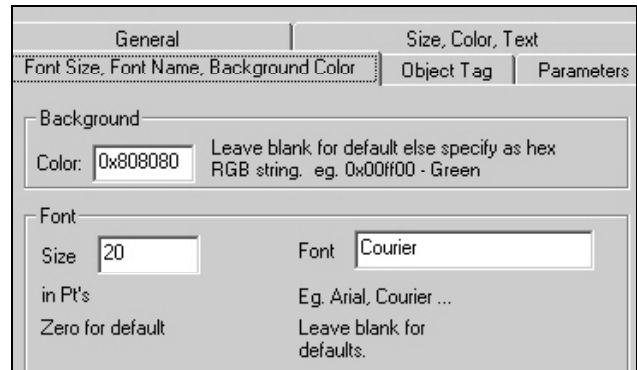 General
Size, Color, Text
Font Size, Font Name, Background Color
Object Tag
Parameters
Background
Color:
0x808080
Leave blank for default else specify as hex
RGB string. eg. 0x00ff00 - Green
Font
Size
20
Font
Courier
in Pt's
Eg. Arial, Courier ...
Zero for default
Leave blank for
defaults.